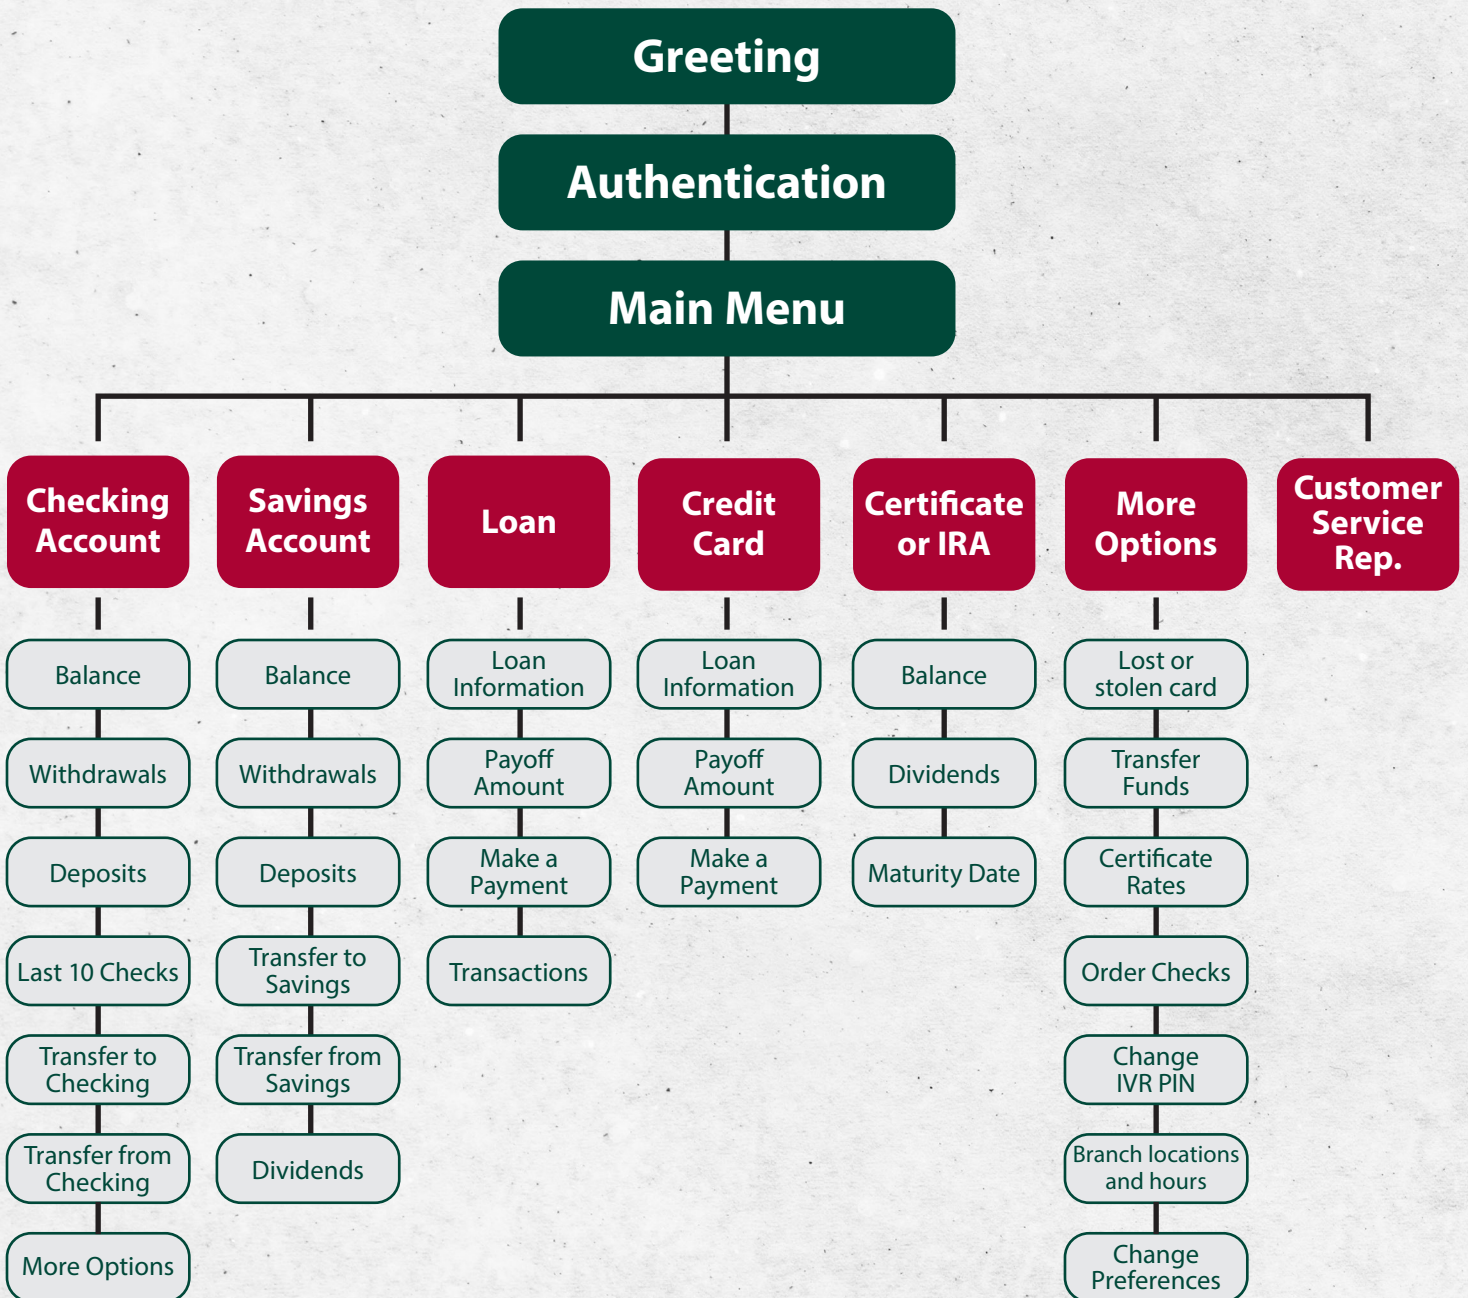 Greeting
Authentication
Main Menu
Checking
Account
Savings
Account
Loan
Credit
Card
Certificate
or IRA
More
Options
Customer
Service
Rep.
Balance
Withdrawals
Deposits
Last 10 Checks
Transfer to
Checking
Transfer from
Checking
More Options
Balance
Withdrawals
Deposits
Transfer to
Savings
Transfer from
Savings
Dividends
Loan
Information
Payoff
Amount
Make a
Payment
Transactions
Loan
Information
Payoff
Amount
Make a
Payment
Balance
Dividends
Maturity Date
Lost or
stolen card
Transfer
Funds
Certificate
Rates
Order Checks
Change
IVR PIN
Branch locations
and hours
Change
Preferences